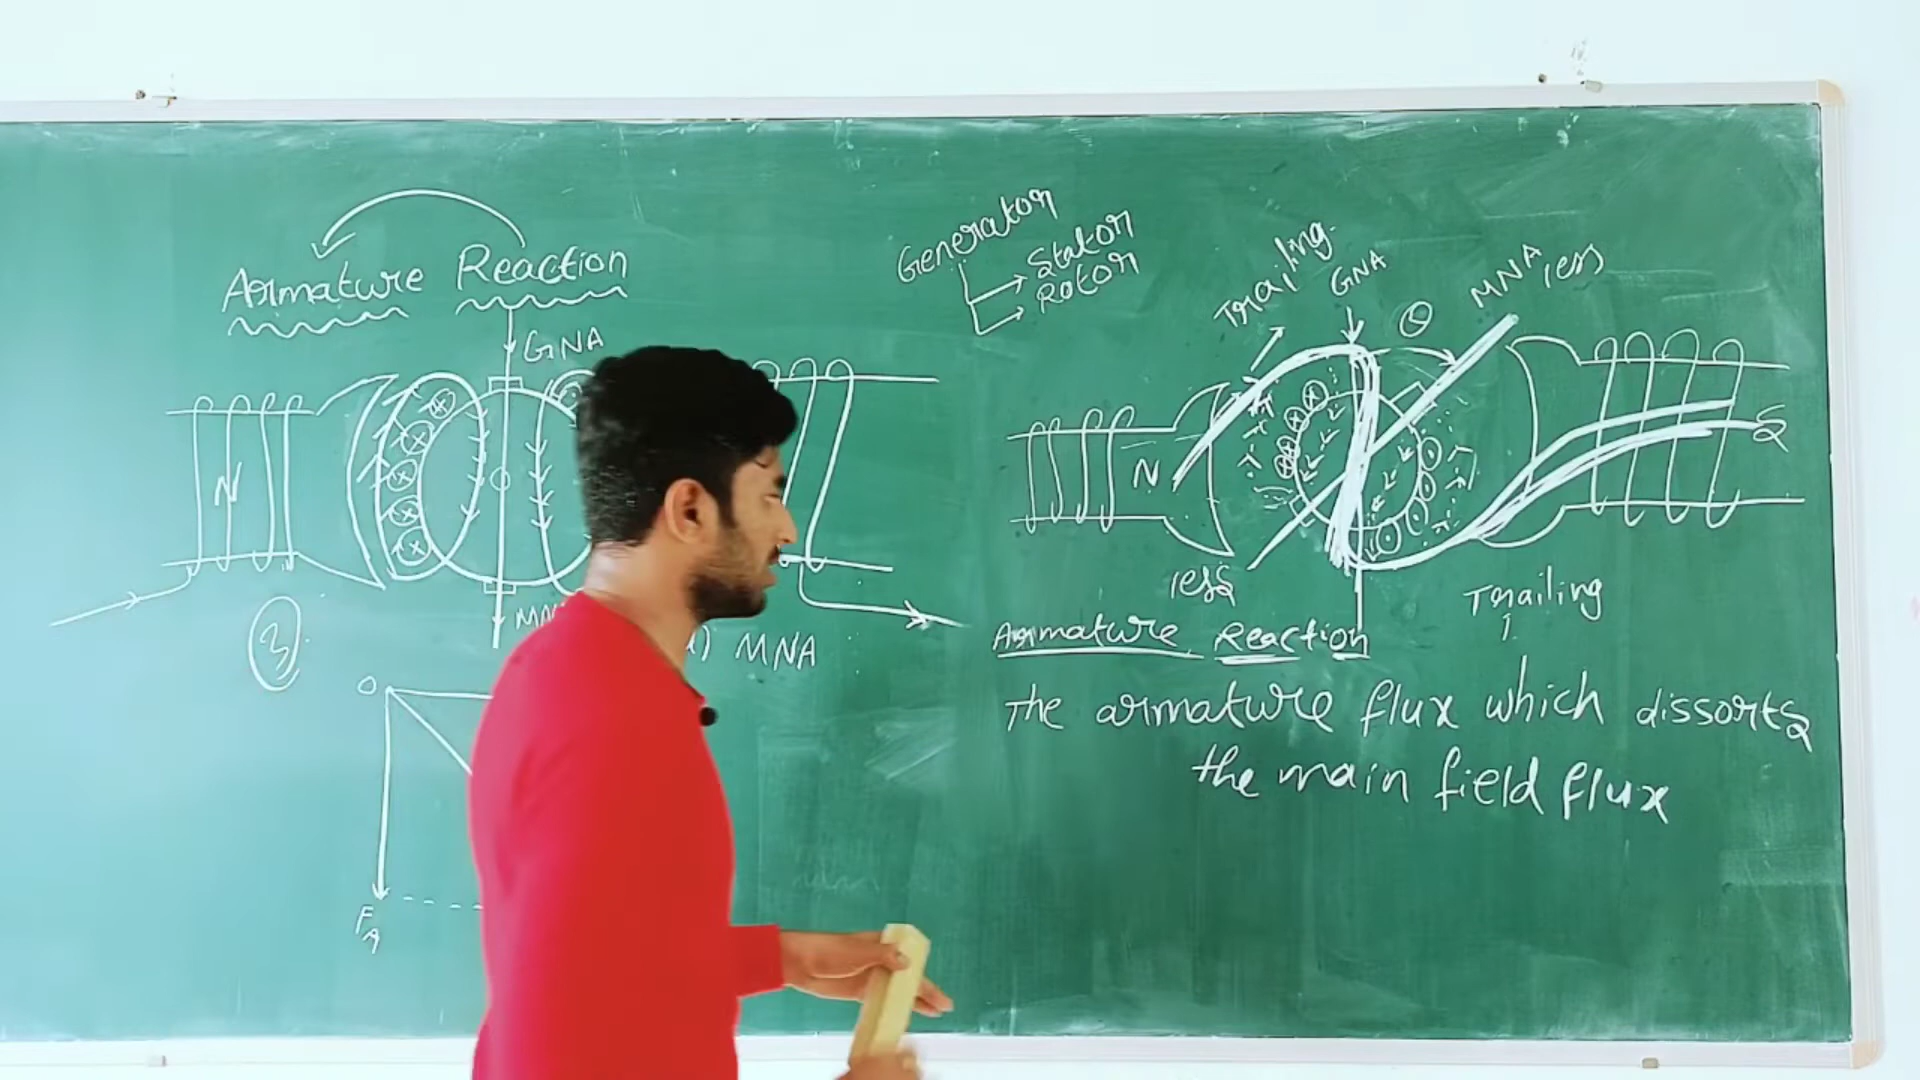 Armature Reaction
GNA
N
3
MNA
O
FA
Generator
Stator
Rotor
Trailing
GNA
θ
MNA
less
N
S
less
Trailing
Armature Reaction
The armature flux which dissorts
the main field flux